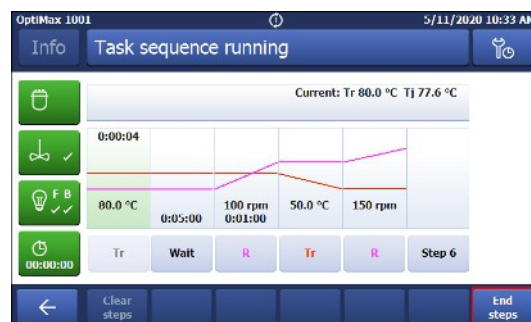 OptiMax 1001 5/11/2020 10:33 AM
Info Task sequence running
Current: Tr 80.0 °C Tj 77.6 °C
0:00:04
F B
80.0 °C 0:05:00 100 rpm 0:01:00 50.0 °C 150 rpm
00:00:00
Tr Wait R Tr R Step 6
Clear steps
End steps